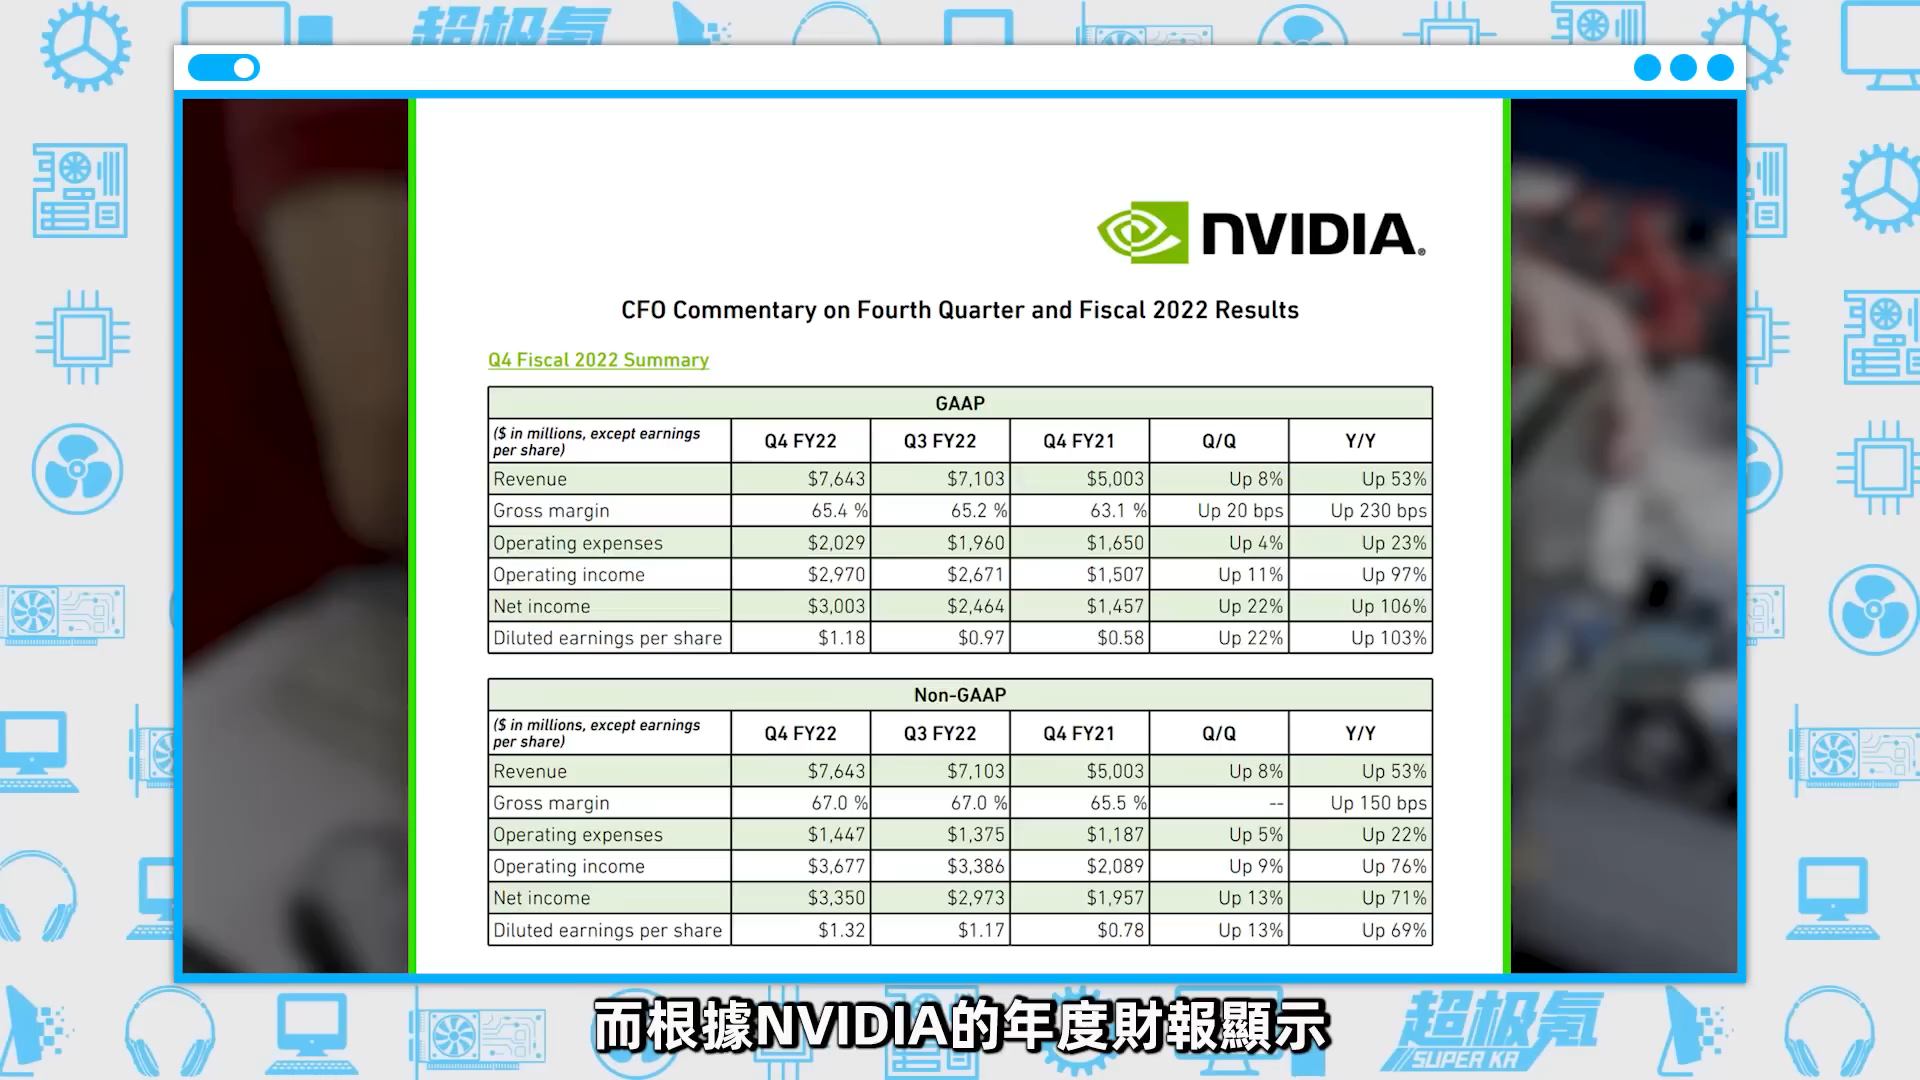 超极氪
NVIDIA®
CFO Commentary on Fourth Quarter and Fiscal 2022 Results
Q4 Fiscal 2022 Summary
GAAP
($ in millions, except earnings per share) Q4 FY22 Q3 FY22 Q4 FY21 Q/Q Y/Y
Revenue $7,643 $7,103 $5,003 Up 8% Up 53%
Gross margin 65.4 % 65.2 % 63.1 % Up 20 bps Up 230 bps
Operating expenses $2,029 $1,960 $1,650 Up 4% Up 23%
Operating income $2,970 $2,671 $1,507 Up 11% Up 97%
Net income $3,003 $2,464 $1,457 Up 22% Up 106%
Diluted earnings per share $1.18 $0.97 $0.58 Up 22% Up 103%
Non-GAAP
($ in millions, except earnings per share) Q4 FY22 Q3 FY22 Q4 FY21 Q/Q Y/Y
Revenue $7,643 $7,103 $5,003 Up 8% Up 53%
Gross margin 67.0 % 67.0 % 65.5 % -- Up 150 bps
Operating expenses $1,447 $1,375 $1,187 Up 5% Up 22%
Operating income $3,677 $3,386 $2,089 Up 9% Up 76%
Net income $3,350 $2,973 $1,957 Up 13% Up 71%
Diluted earnings per share $1.32 $1.17 $0.78 Up 13% Up 69%
而根據NVIDIA的年度財報顯示
超极氪
SUPER KR